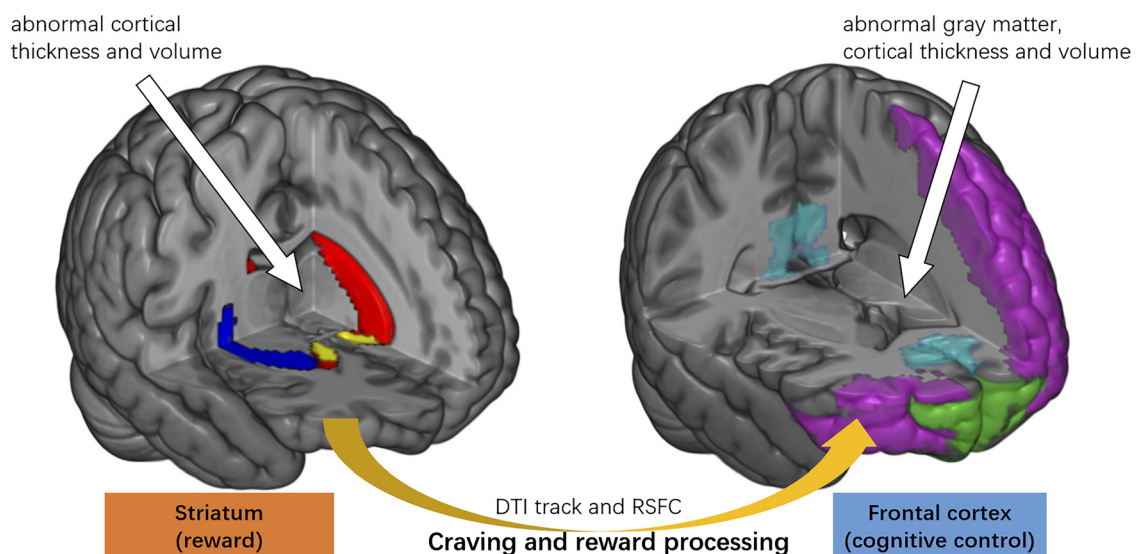 abnormal cortical
thickness and volume
abnormal gray matter,
cortical thickness and volume
DTI track and RSFC
Craving and reward processing
Striatum
(reward)
Frontal cortex
(cognitive control)